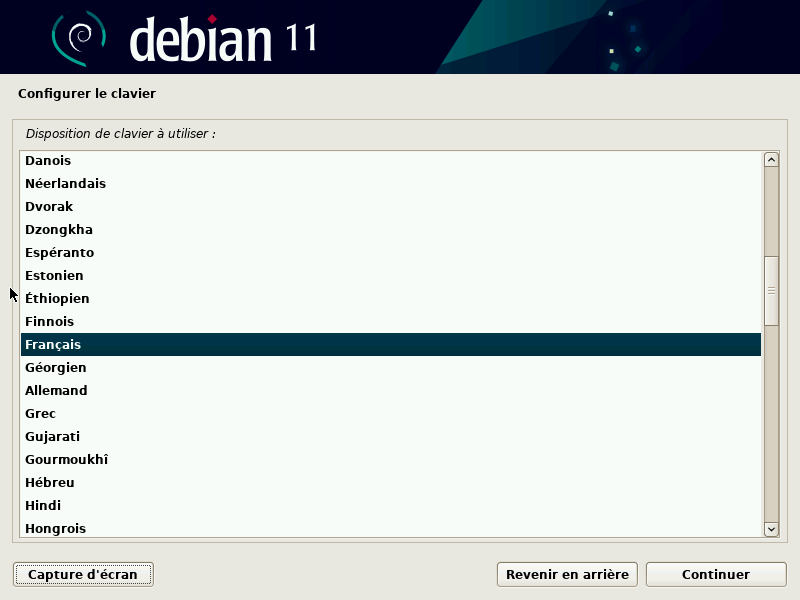 debian 11
Configurer le clavier
Disposition de clavier à utiliser :
Danois
Néerlandais
Dvorak
Dzongkha
Espéranto
Estonien
Éthiopien
Finnois
Français
Géorgien
Allemand
Grec
Gujarati
Gourmoukhî
Hébreu
Hindi
Hongrois
Capture d'écran
Revenir en arrière
Continuer